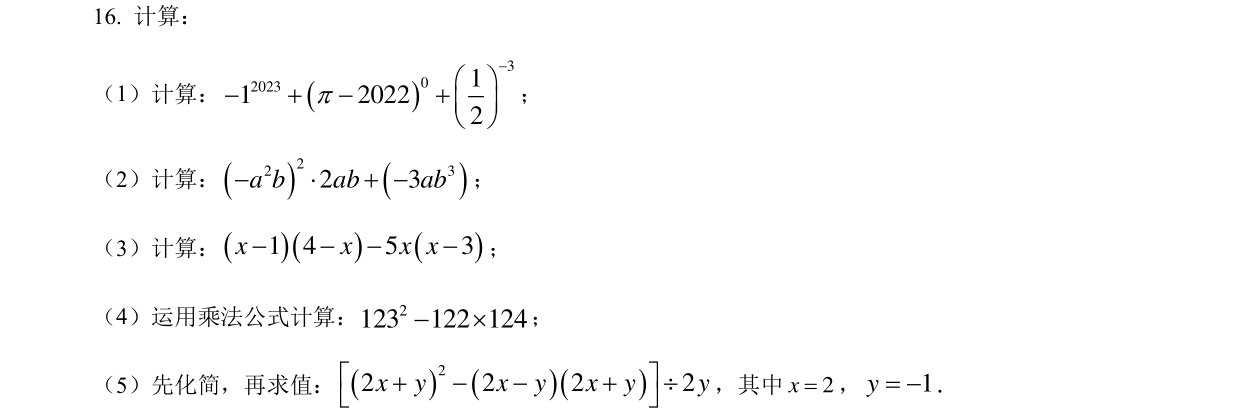 16. 计算：
（1）计算：$-1^{2023}+(\pi-2022)^{0}+\left(\frac{1}{2}\right)^{-3}$；
（2）计算：$(-a^{2}b)^{2}\cdot 2ab+(-3ab^{3})$；
（3）计算：$(x-1)(4-x)-5x(x-3)$；
（4）运用乘法公式计算：$123^{2}-122\times 124$；
（5）先化简，再求值：$\left[(2x+y)^{2}-(2x-y)(2x+y)\right]\div 2y$，其中$x=2$，$y=-1$．